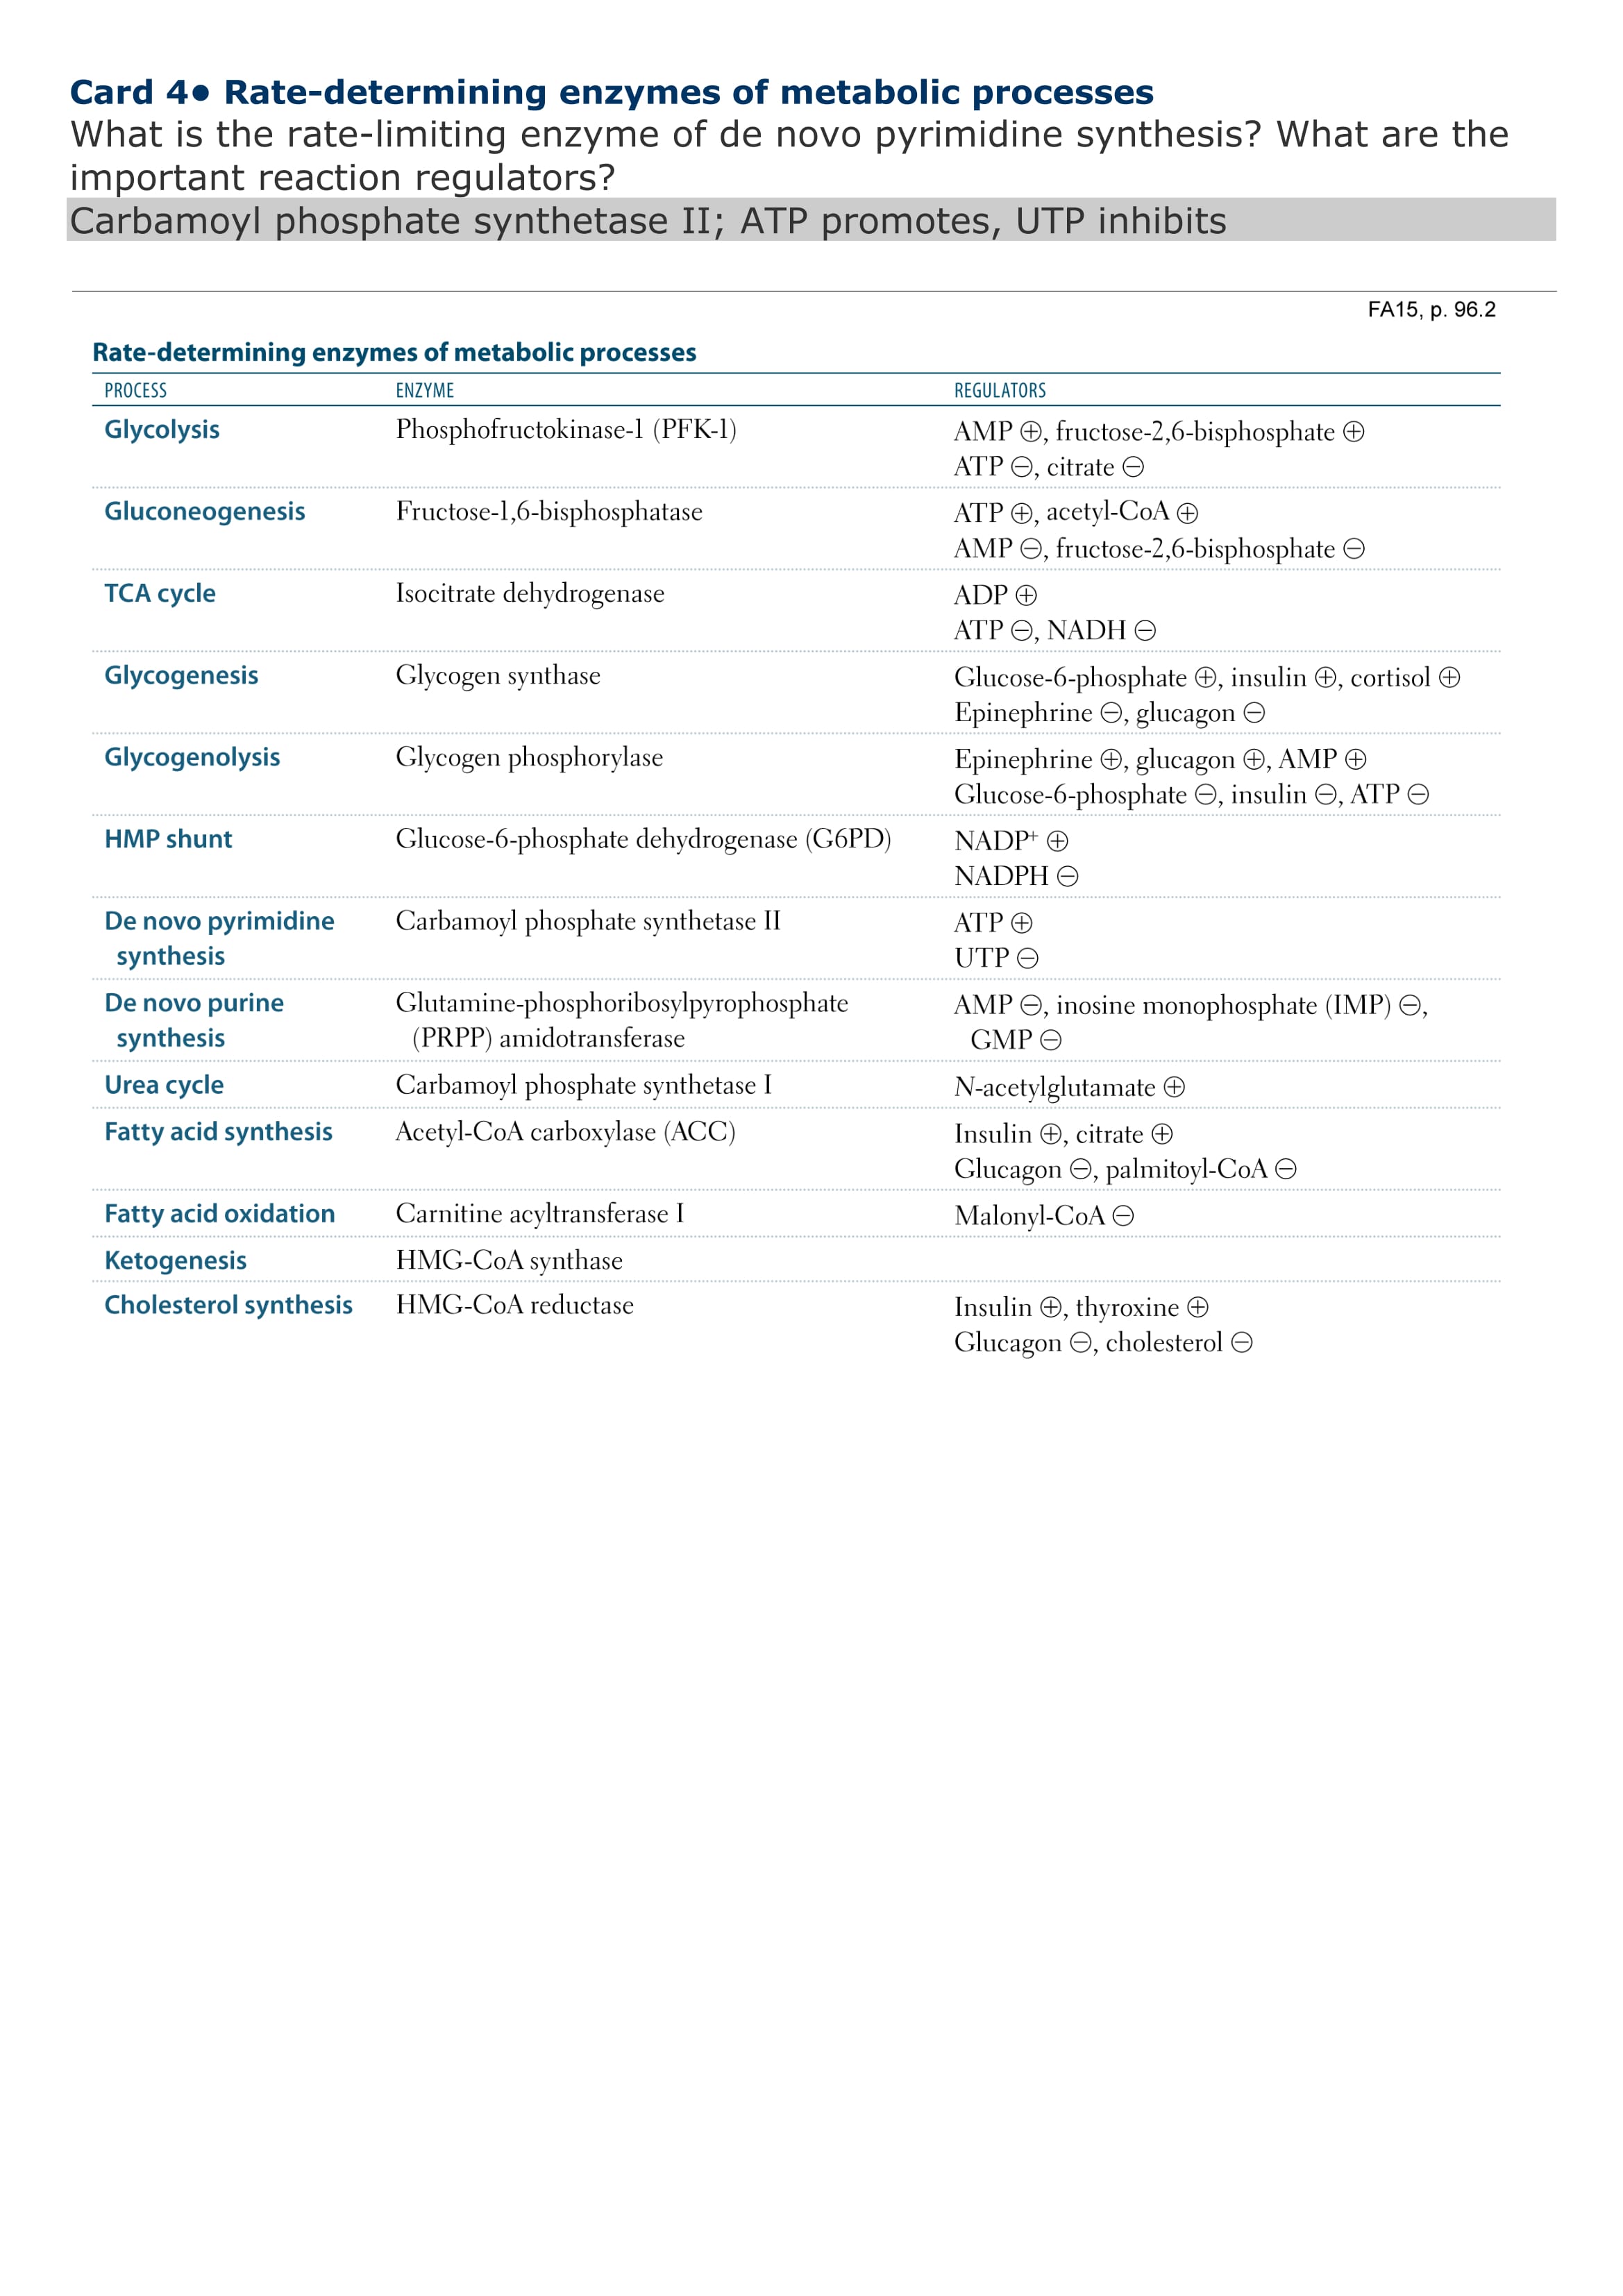 Card 4• Rate-determining enzymes of metabolic processes
What is the rate-limiting enzyme of de novo pyrimidine synthesis? What are the
important reaction regulators?
Carbamoyl phosphate synthetase II; ATP promotes, UTP inhibits
FA15, p. 96.2
Rate-determining enzymes of metabolic processes
PROCESS ENZYME REGULATORS
Glycolysis Phosphofructokinase-1 (PFK-1) AMP ⊕, fructose-2,6-bisphosphate ⊕
ATP ⊖, citrate ⊖
Gluconeogenesis Fructose-1,6-bisphosphatase ATP ⊕, acetyl-CoA ⊕
AMP ⊖, fructose-2,6-bisphosphate ⊖
TCA cycle Isocitrate dehydrogenase ADP ⊕
ATP ⊖, NADH ⊖
Glycogenesis Glycogen synthase Glucose-6-phosphate ⊕, insulin ⊕, cortisol ⊕
Epinephrine ⊖, glucagon ⊖
Glycogenolysis Glycogen phosphorylase Epinephrine ⊕, glucagon ⊕, AMP ⊕
Glucose-6-phosphate ⊖, insulin ⊖, ATP ⊖
HMP shunt Glucose-6-phosphate dehydrogenase (G6PD) NADP⁺ ⊕
NADPH ⊖
De novo pyrimidine Carbamoyl phosphate synthetase II ATP ⊕
synthesis UTP ⊖
De novo purine Glutamine-phosphoribosylpyrophosphate AMP ⊖, inosine monophosphate (IMP) ⊖,
synthesis (PRPP) amidotransferase GMP ⊖
Urea cycle Carbamoyl phosphate synthetase I N-acetylglutamate ⊕
Fatty acid synthesis Acetyl-CoA carboxylase (ACC) Insulin ⊕, citrate ⊕
Glucagon ⊖, palmitoyl-CoA ⊖
Fatty acid oxidation Carnitine acyltransferase I Malonyl-CoA ⊖
Ketogenesis HMG-CoA synthase
Cholesterol synthesis HMG-CoA reductase Insulin ⊕, thyroxine ⊕
Glucagon ⊖, cholesterol ⊖